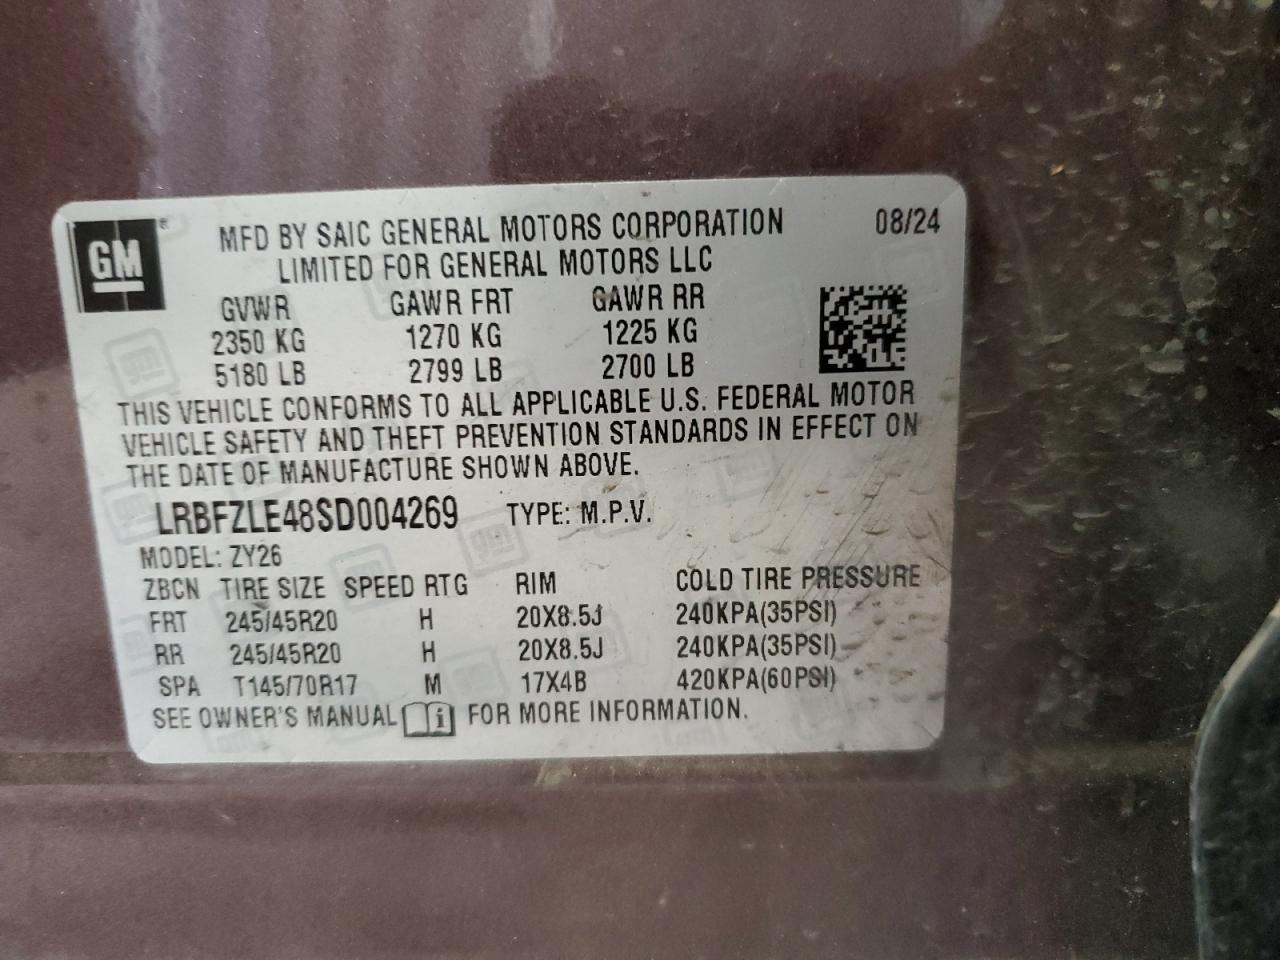 GM ®
MFD BY SAIC GENERAL MOTORS CORPORATION 08/24
LIMITED FOR GENERAL MOTORS LLC
GVWR GAWR FRT GAWR RR
2350 KG 1270 KG 1225 KG
5180 LB 2799 LB 2700 LB
THIS VEHICLE CONFORMS TO ALL APPLICABLE U.S. FEDERAL MOTOR
VEHICLE SAFETY AND THEFT PREVENTION STANDARDS IN EFFECT ON
THE DATE OF MANUFACTURE SHOWN ABOVE.
LRBFZLE48SD004269 TYPE: M.P.V.
MODEL: ZY26
ZBCN TIRE SIZE SPEED RTG RIM COLD TIRE PRESSURE
FRT 245/45R20 H 20X8.5J 240KPA(35PSI)
RR 245/45R20 H 20X8.5J 240KPA(35PSI)
SPA T145/70R17 M 17X4B 420KPA(60PSI)
SEE OWNER'S MANUAL i FOR MORE INFORMATION.